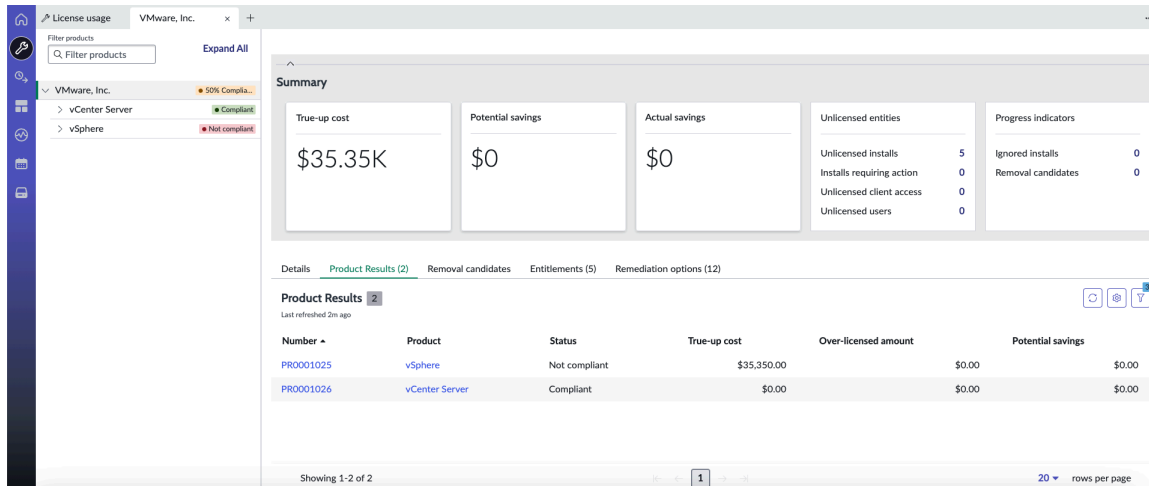 License usage
VMware, Inc.
Filter products
Filter products
Expand All
VMware, Inc.
50% Complia...
vCenter Server
Compliant
vSphere
Not compliant
Summary
True-up cost
$35.35K
Potential savings
$0
Actual savings
$0
Unlicensed entities
Unlicensed installs 5
Installs requiring action 0
Unlicensed client access 0
Unlicensed users 0
Progress indicators
Ignored installs 0
Removal candidates 0
Details Product Results (2) Removal candidates Entitlements (5) Remediation options (12)
Product Results 2
Last refreshed 2m ago
Number Product Status True-up cost Over-licensed amount Potential savings
PR0001025 vSphere Not compliant $35,350.00 $0.00 $0.00
PR0001026 vCenter Server Compliant $0.00 $0.00 $0.00
Showing 1-2 of 2
1
20 rows per page